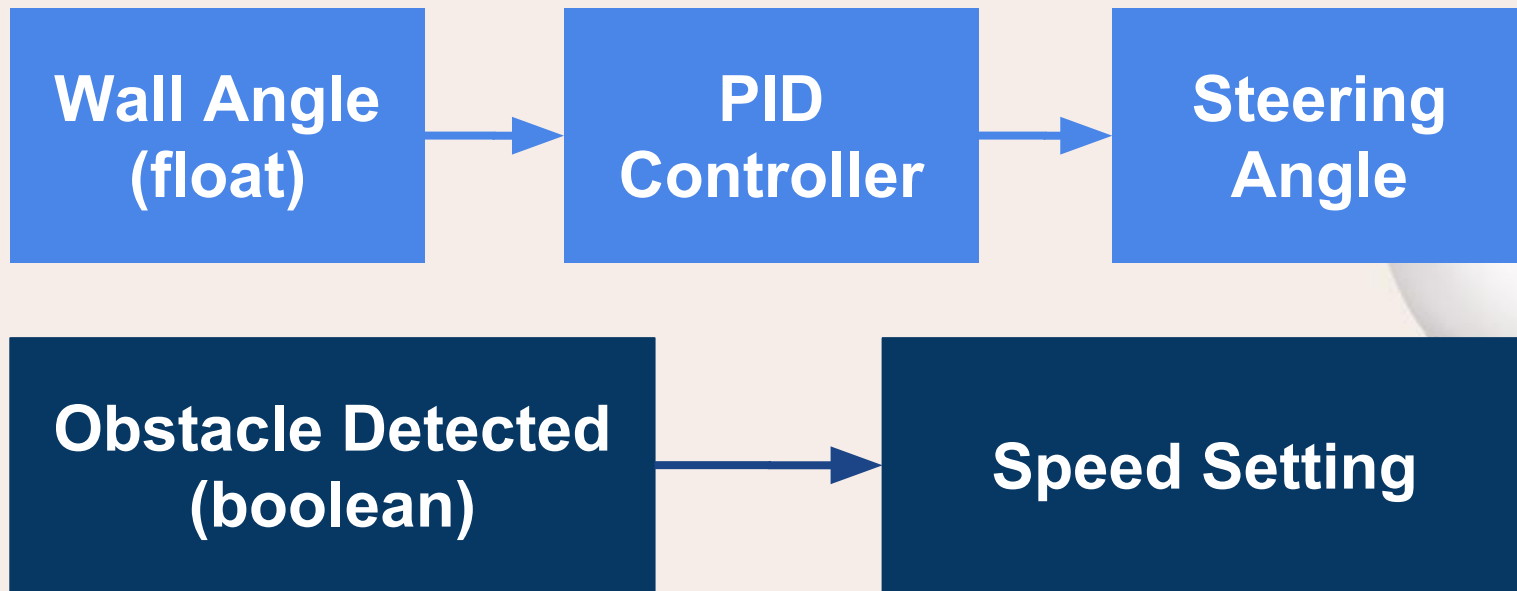 Wall Angle
(float)
PID
Controller
Steering
Angle
Obstacle Detected
(boolean)
Speed Setting